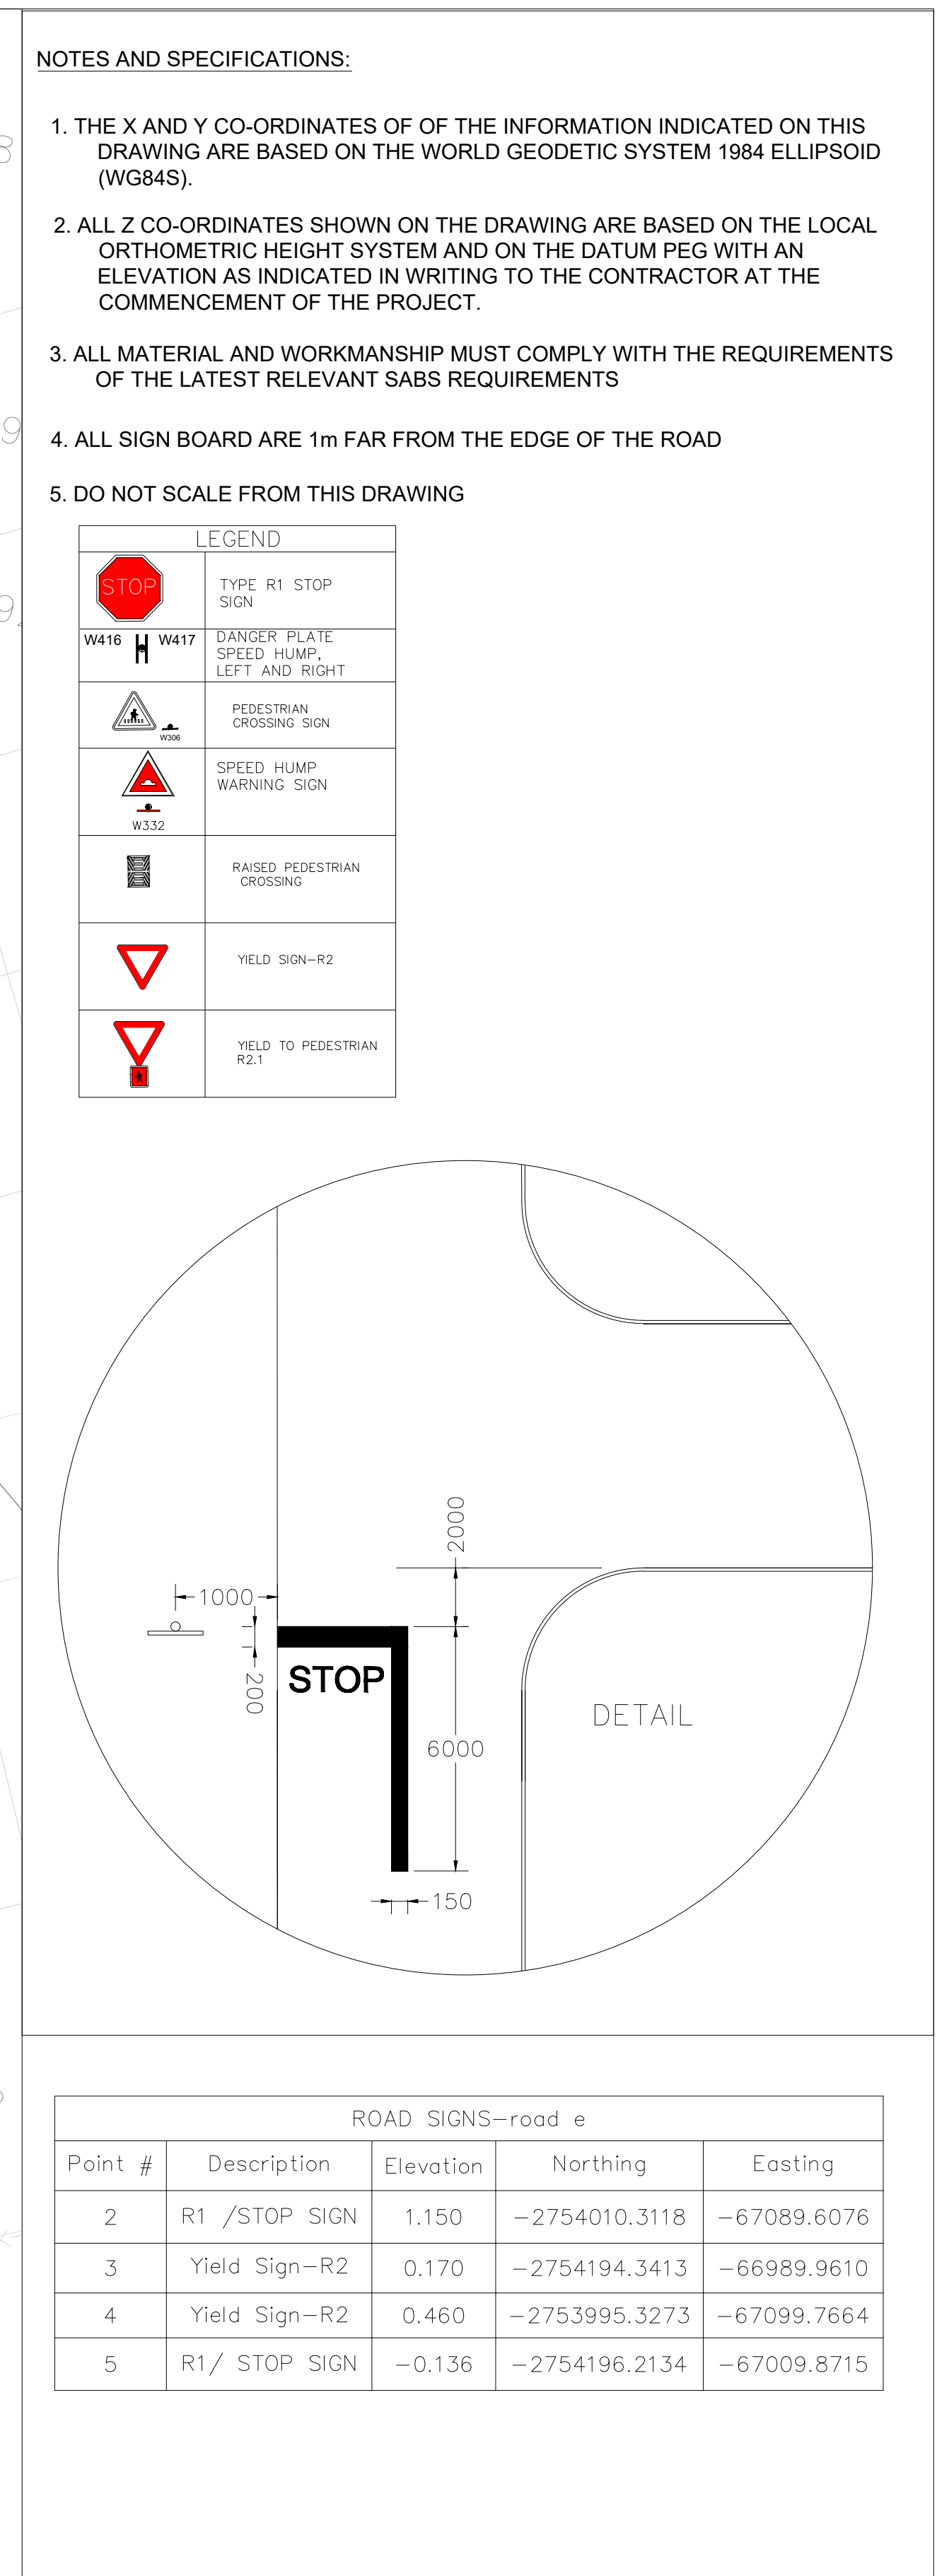 NOTES AND SPECIFICATIONS:
1. THE X AND Y CO-ORDINATES OF OF THE INFORMATION INDICATED ON THIS
DRAWING ARE BASED ON THE WORLD GEODETIC SYSTEM 1984 ELLIPSOID
(WG84S).
2. ALL Z CO-ORDINATES SHOWN ON THE DRAWING ARE BASED ON THE LOCAL
ORTHOMETRIC HEIGHT SYSTEM AND ON THE DATUM PEG WITH AN
ELEVATION AS INDICATED IN WRITING TO THE CONTRACTOR AT THE
COMMENCEMENT OF THE PROJECT.
3. ALL MATERIAL AND WORKMANSHIP MUST COMPLY WITH THE REQUIREMENTS
OF THE LATEST RELEVANT SABS REQUIREMENTS
4. ALL SIGN BOARD ARE 1m FAR FROM THE EDGE OF THE ROAD
5. DO NOT SCALE FROM THIS DRAWING
LEGEND
STOP
TYPE R1 STOP
SIGN
W416 W417
DANGER PLATE
SPEED HUMP,
LEFT AND RIGHT
W306
PEDESTRIAN
CROSSING SIGN
W332
SPEED HUMP
WARNING SIGN
RAISED PEDESTRIAN
CROSSING
YIELD SIGN-R2
YIELD TO PEDESTRIAN
R2.1
2000
1000
200
STOP
6000
150
DETAIL
ROAD SIGNS-road e
Point # Description Elevation Northing Easting
2 R1 /STOP SIGN 1.150 -2754010.3118 -67089.6076
3 Yield Sign-R2 0.170 -2754194.3413 -66989.9610
4 Yield Sign-R2 0.460 -2753995.3273 -67099.7664
5 R1/ STOP SIGN -0.136 -2754196.2134 -67009.8715